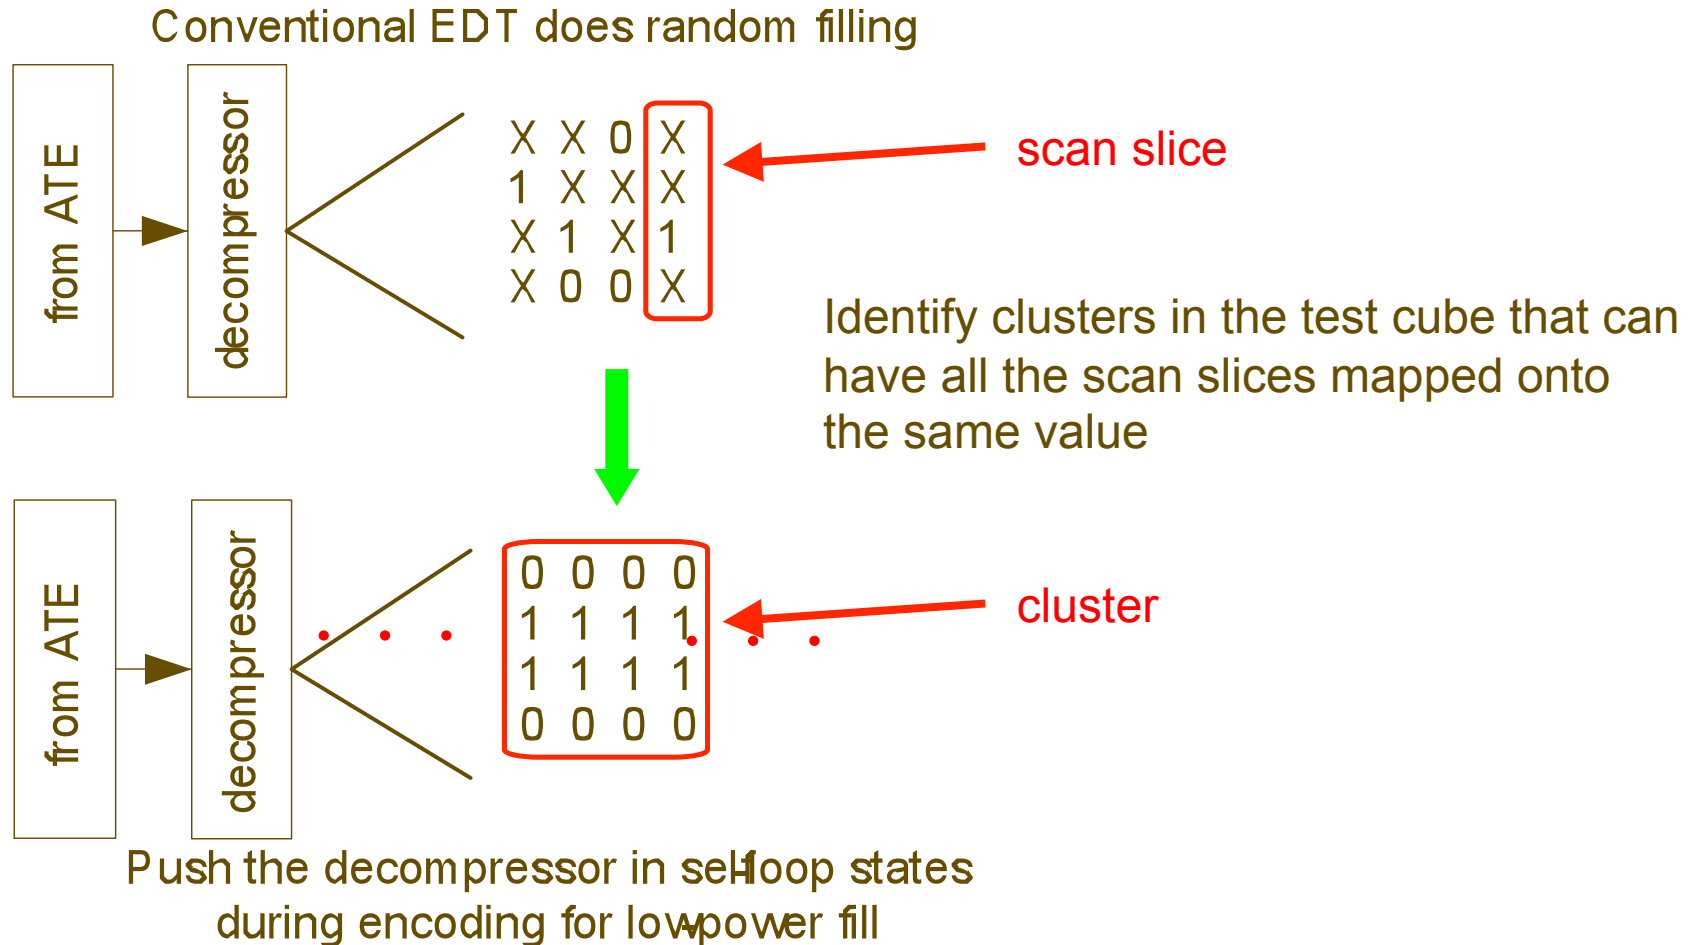 Conventional EDT does random filling
from ATE
decompressor
X X 0 X
1 X X X
X 1 X 1
X 0 0 X
scan slice
Identify clusters in the test cube that can
have all the scan slices mapped onto
the same value
from ATE
decompressor
0 0 0 0
1 1 1 1
1 1 1 1
0 0 0 0
cluster
. . .
. . .
Push the decompressor in self-loop states
during encoding for low-power fill